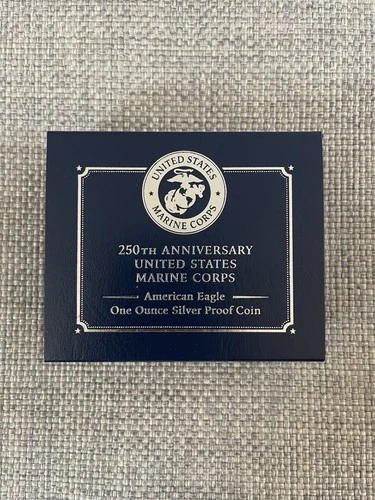 UNITED STATES
MARINE CORPS
250TH ANNIVERSARY
UNITED STATES
MARINE CORPS
American Eagle
One Ounce Silver Proof Coin